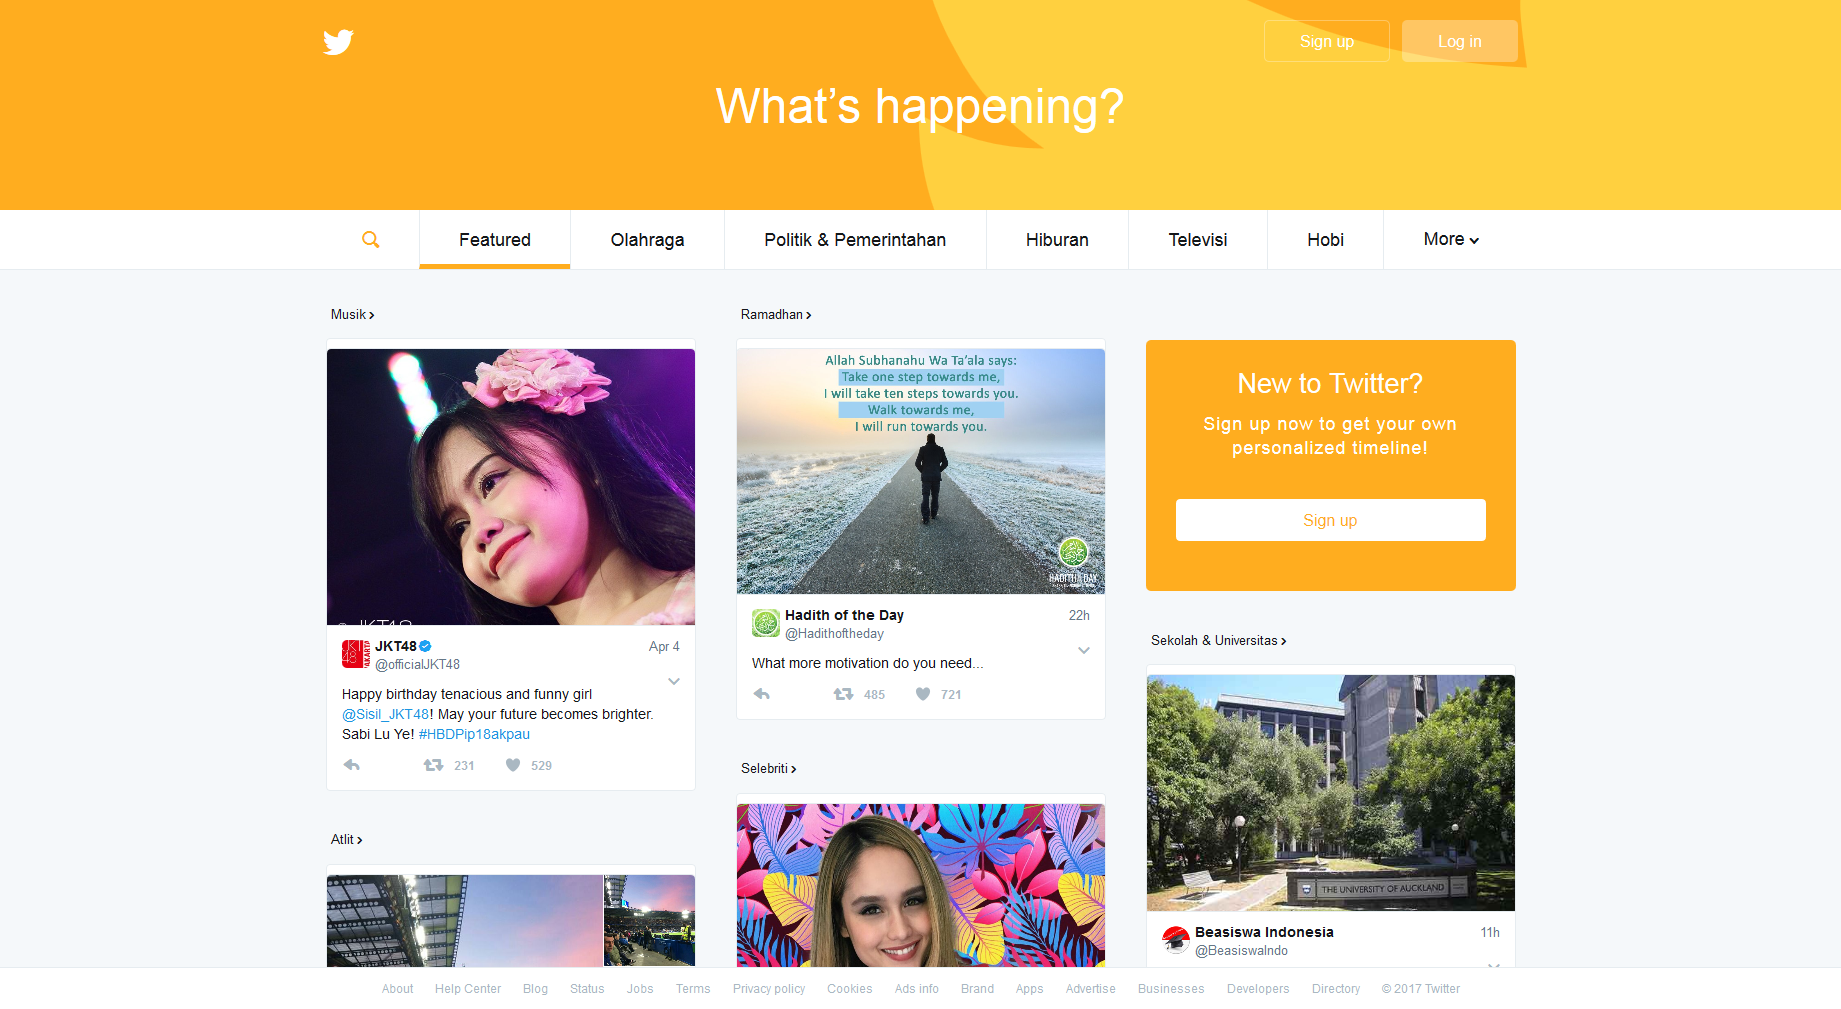 Sign up
Log in
What’s happening?
Featured
Olahraga
Politik & Pemerintahan
Hiburan
Televisi
Hobi
More
Musik
JKT48
@officialJKT48
Apr 4
Happy birthday tenacious and funny girl
@Sisil_JKT48! May your future becomes brighter.
Sabi Lu Ye! #HBDPip18akpau
231
529
Atlit
Ramadhan
Allah Subhanahu Wa Ta’ala says:
Take one step towards me,
I will take ten steps towards you.
Walk towards me,
I will run towards you.
HADITH OF THE DAY
Hadith of the Day
@Hadithoftheday
22h
What more motivation do you need...
485
721
Selebriti
New to Twitter?
Sign up now to get your own
personalized timeline!
Sign up
Sekolah & Universitas
THE UNIVERSITY OF AUCKLAND
Beasiswa Indonesia
@BeasiswaIndo
11h
About
Help Center
Blog
Status
Jobs
Terms
Privacy policy
Cookies
Ads info
Brand
Apps
Advertise
Businesses
Developers
Directory
© 2017 Twitter